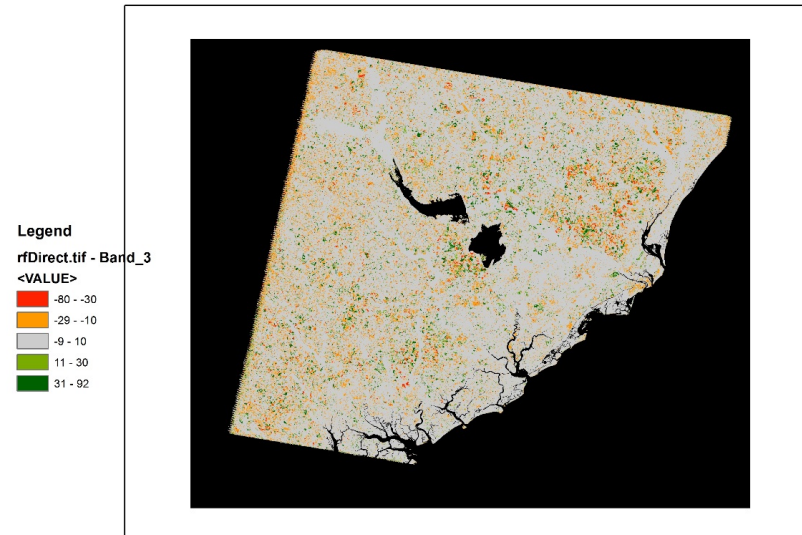 Legend
rfDirect.tif - Band_3
<VALUE>
-80 - -30
-29 - -10
-9 - 10
11 - 30
31 - 92